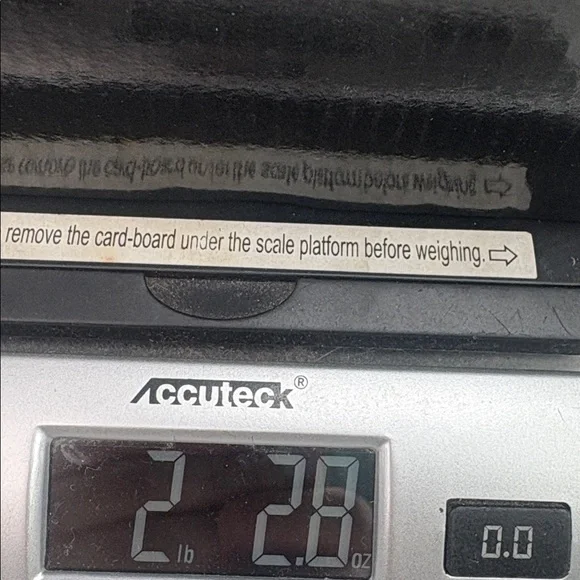 remove the card-board under the scale platform before weighing. ⇨
Accuteck®
2 lb 2.8 oz
0.0